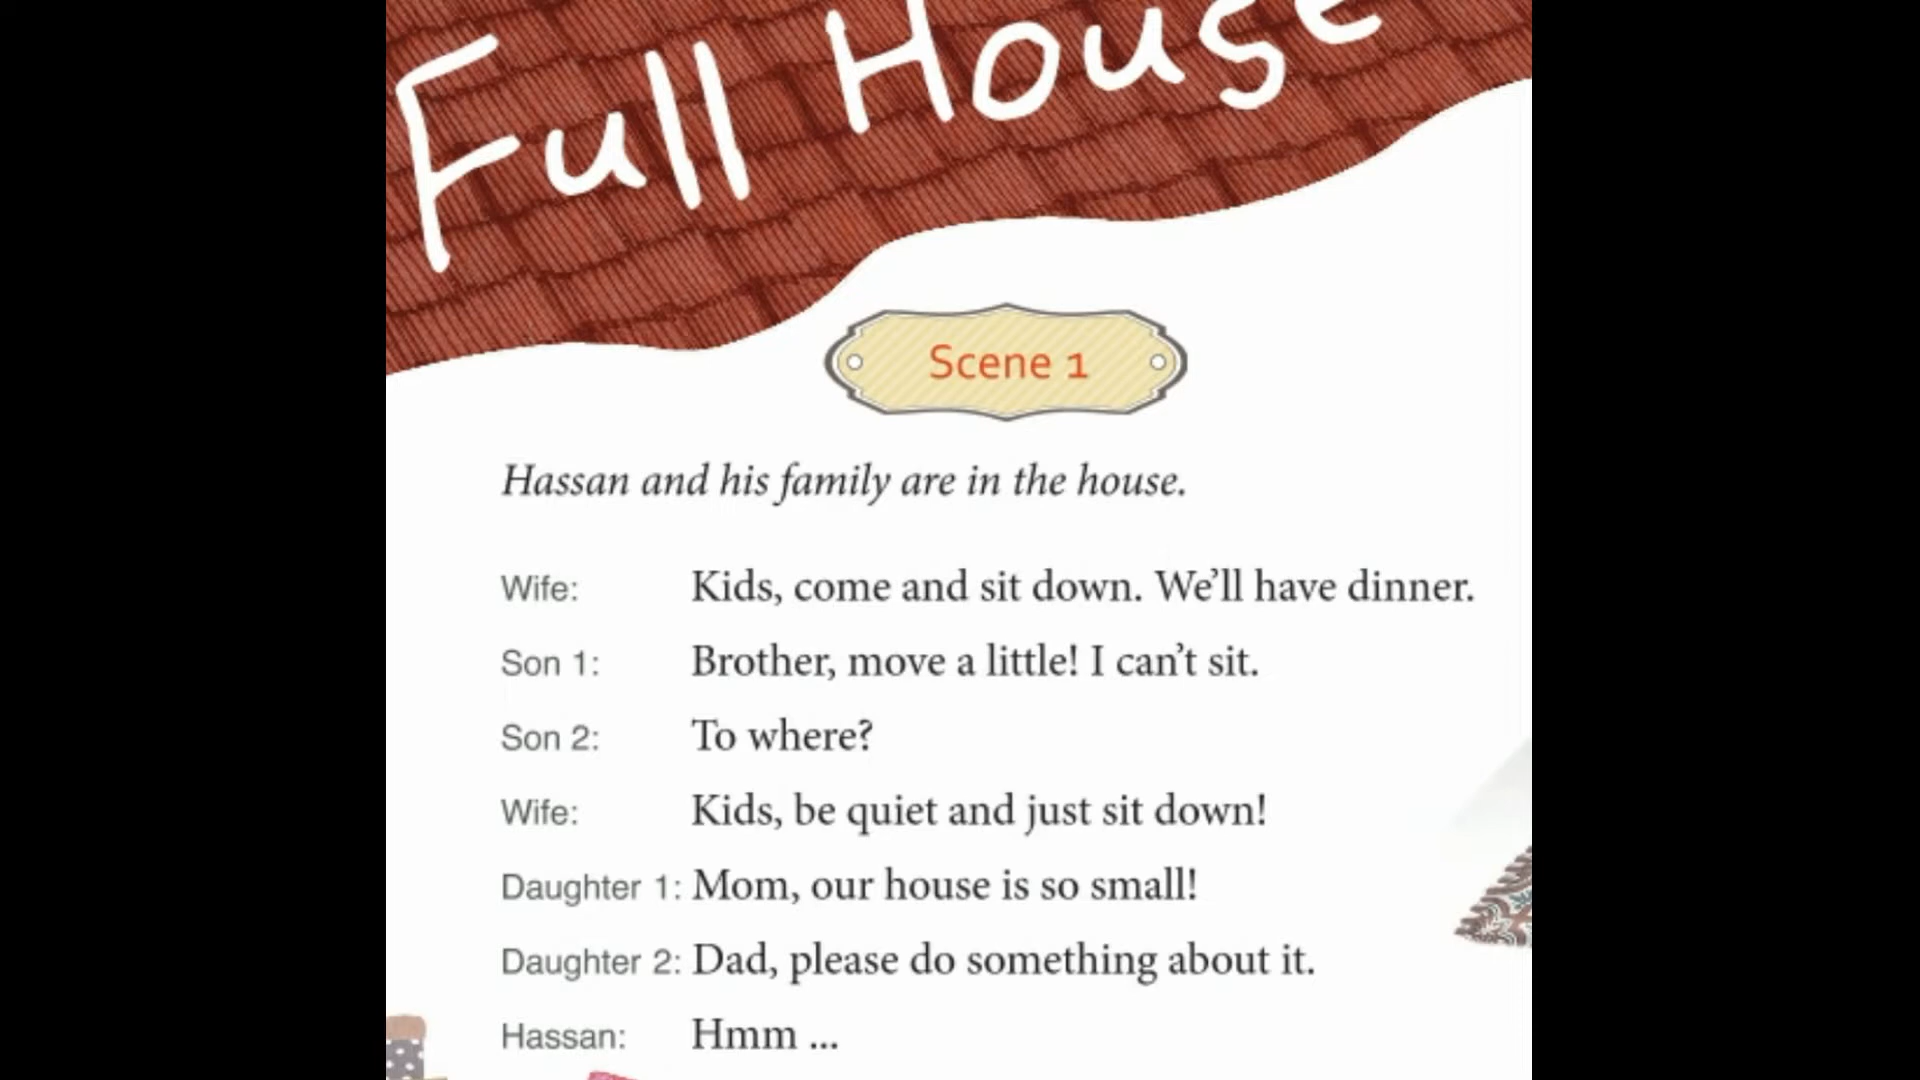 Full House
Scene 1
Hassan and his family are in the house.
Wife: Kids, come and sit down. We’ll have dinner.
Son 1: Brother, move a little! I can’t sit.
Son 2: To where?
Wife: Kids, be quiet and just sit down!
Daughter 1: Mom, our house is so small!
Daughter 2: Dad, please do something about it.
Hassan: Hmm ...